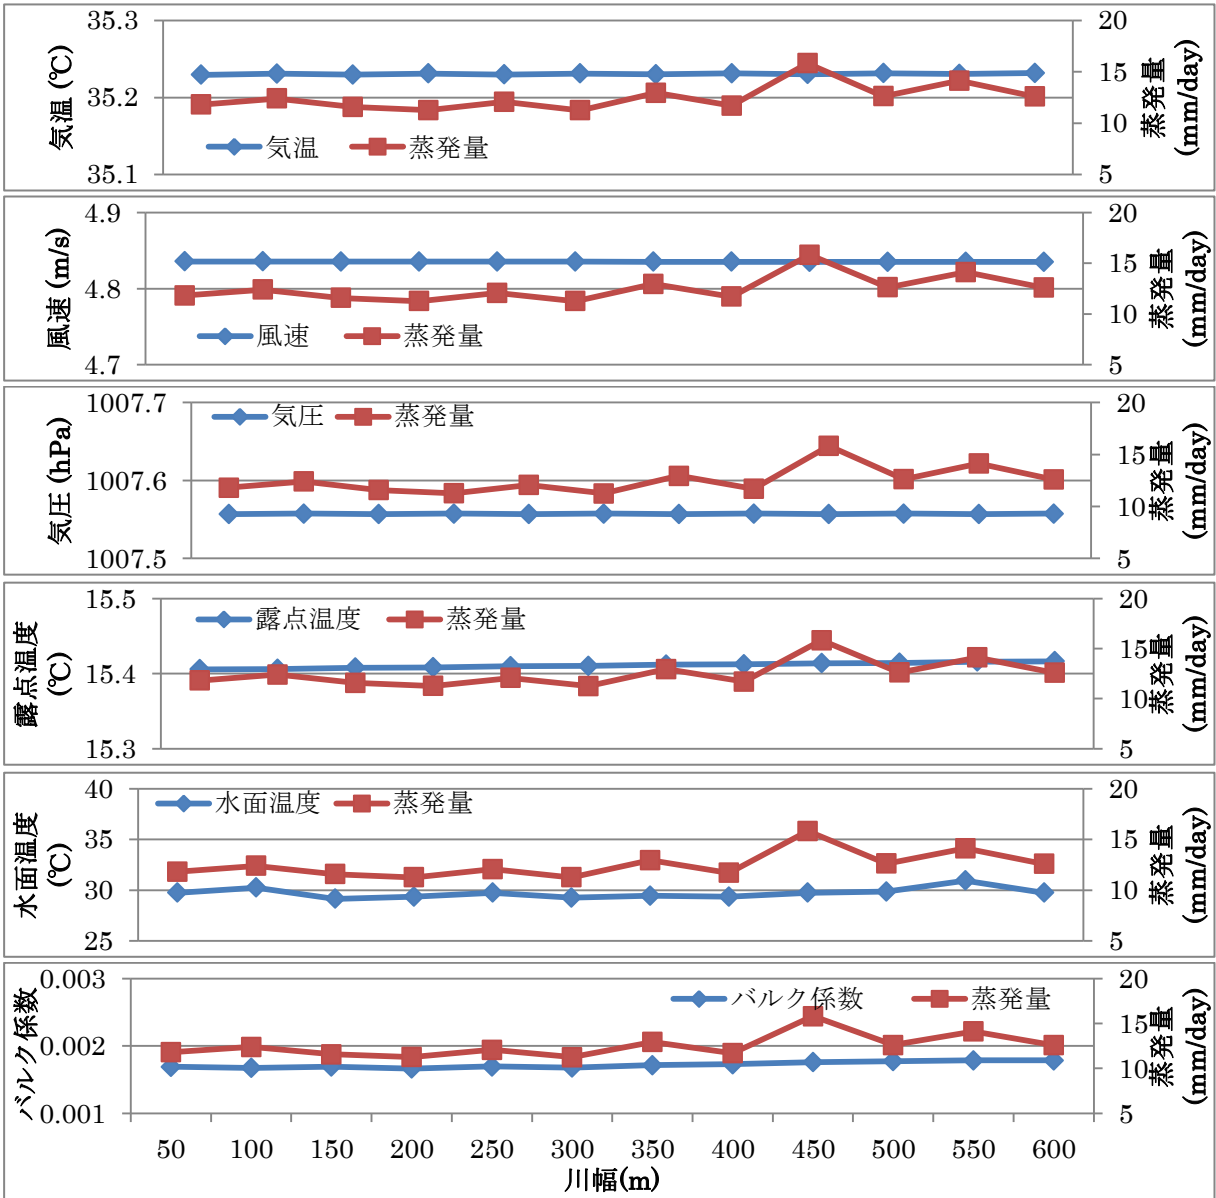 35.3
35.2
35.1
気温 (℃)
気温
蒸発量
20
15
10
5
蒸発量
(mm/day)
4.9
4.8
4.7
風速 (m/s)
風速
蒸発量
20
15
10
5
蒸発量
(mm/day)
1007.7
1007.6
1007.5
気圧 (hPa)
気圧
蒸発量
20
15
10
5
蒸発量
(mm/day)
15.5
15.4
15.3
露点温度
(℃)
露点温度
蒸発量
20
15
10
5
蒸発量
(mm/day)
40
35
30
25
水面温度
(℃)
水面温度
蒸発量
20
15
10
5
蒸発量
(mm/day)
0.003
0.002
0.001
バルク係数
バルク係数
蒸発量
20
15
10
5
蒸発量
(mm/day)
50 100 150 200 250 300 350 400 450 500 550 600
川幅(m)